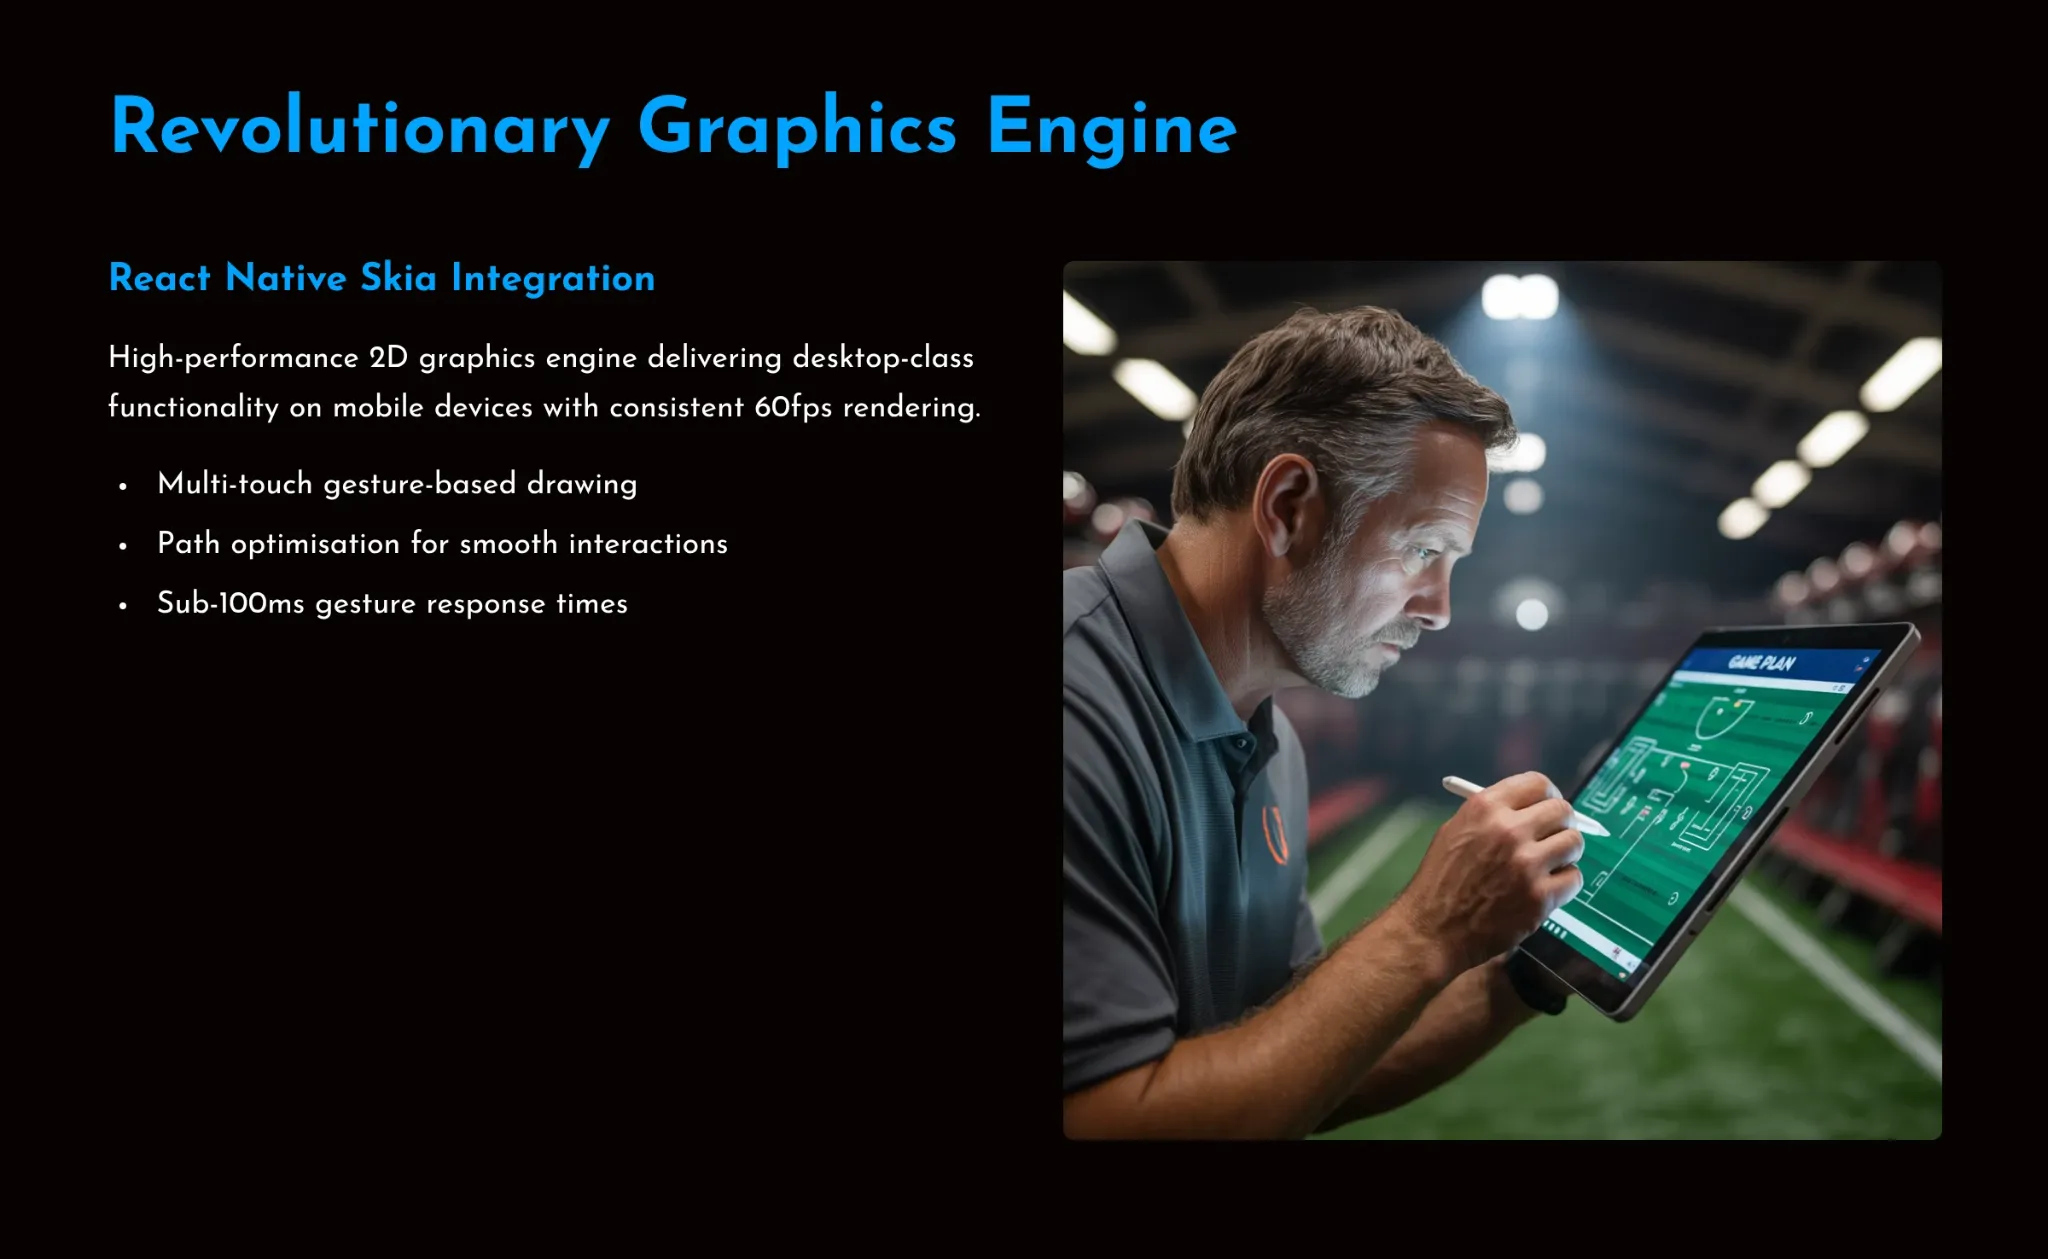 Revolutionary Graphics Engine
React Native Skia Integration
High-performance 2D graphics engine delivering desktop-class
functionality on mobile devices with consistent 60fps rendering.
• Multi-touch gesture-based drawing
• Path optimisation for smooth interactions
• Sub-100ms gesture response times
GAME PLAN